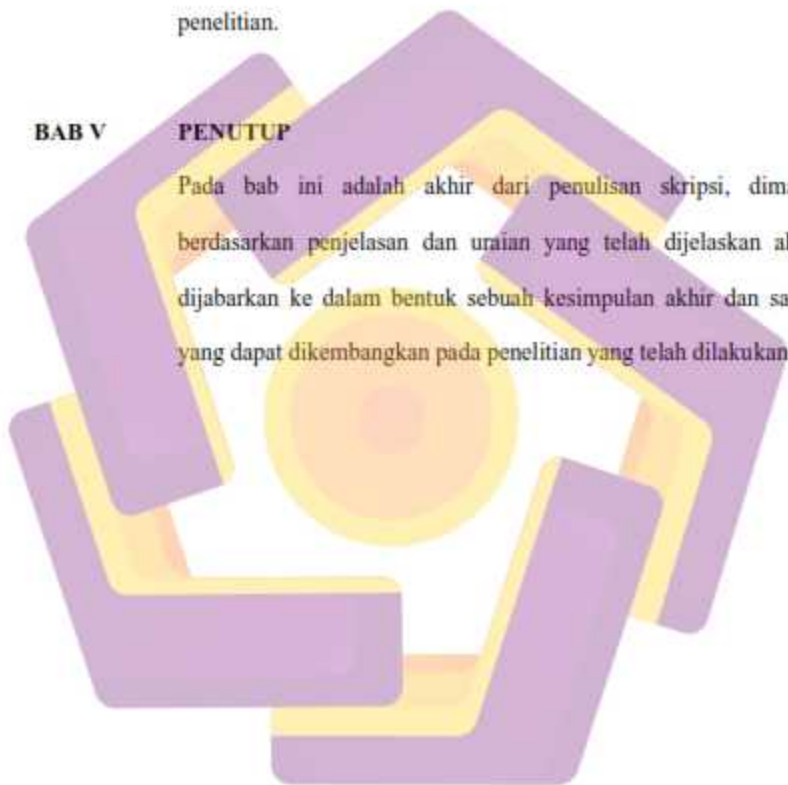 penelitian.
BAB V PENUTUP
Pada bab ini adalah akhir dari penulisan skripsi,
berdasarkan penjelasan dan uraian yang telah dijelaskan
dijabarkan ke dalam bentuk sebuah kesimpulan akhir dan
yang dapat dikembangkan pada penelitian yang telah dilakukan